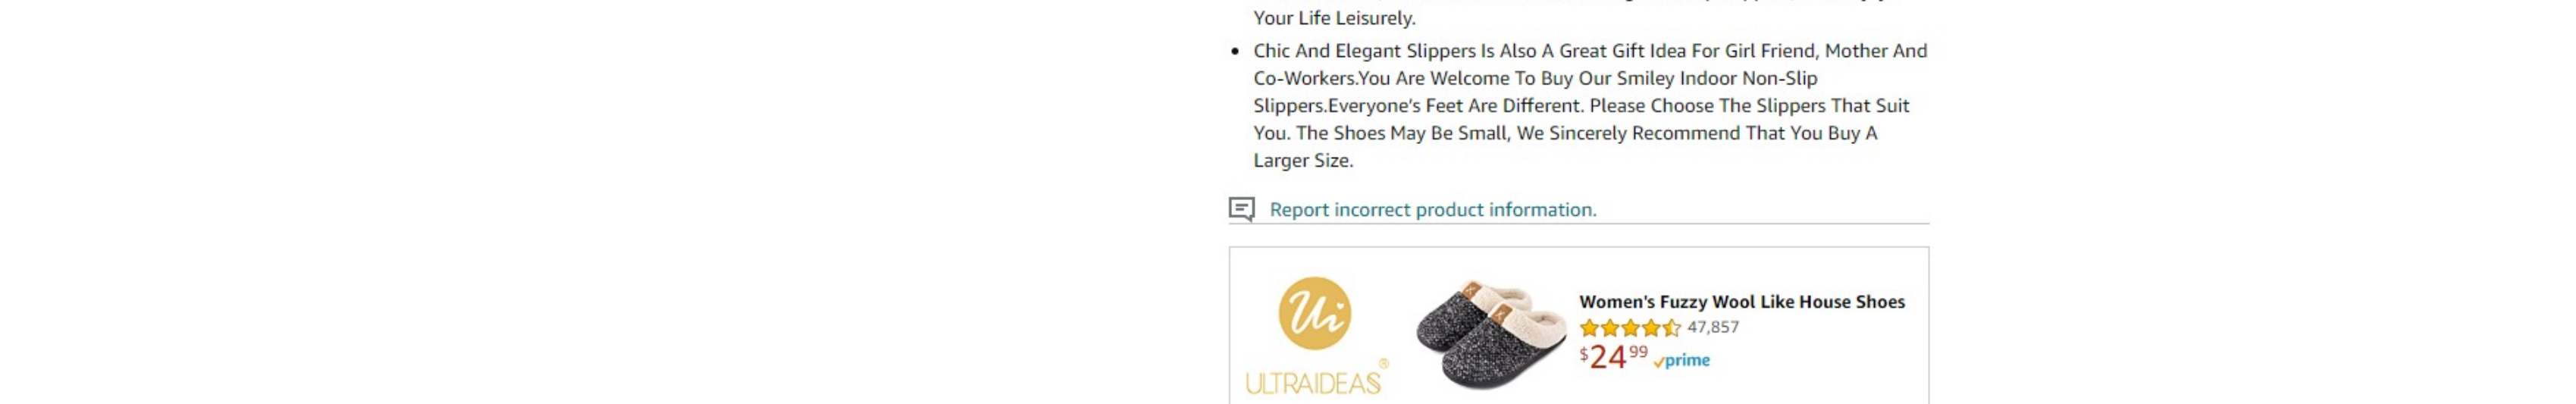 Your Life Leisurely.
Chic And Elegant Slippers Is Also A Great Gift Idea For Girl Friend, Mother And
Co-Workers.You Are Welcome To Buy Our Smiley Indoor Non-Slip
Slippers.Everyone's Feet Are Different. Please Choose The Slippers That Suit
You. The Shoes May Be Small, We Sincerely Recommend That You Buy A
Larger Size.
Report incorrect product information.
Ui
ULTRAIDEAS®
Women's Fuzzy Wool Like House Shoes
47,857
$24.99 prime